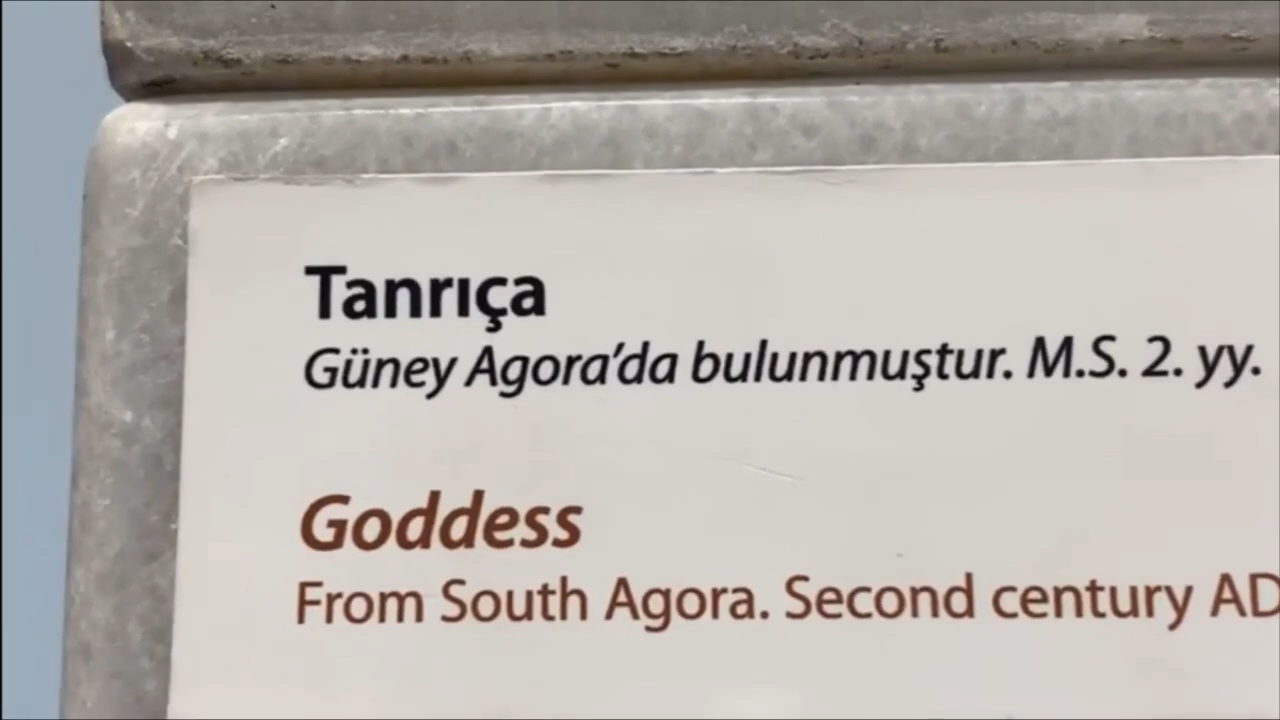 Tanrıça
Güney Agora'da bulunmuştur. M.S. 2. yy.
Goddess
From South Agora. Second century AD